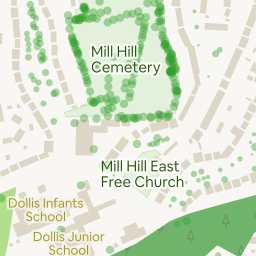 Mill Hill
Cemetery
Mill Hill East
Free Church
Dollis Infants
School
Dollis Junior
School